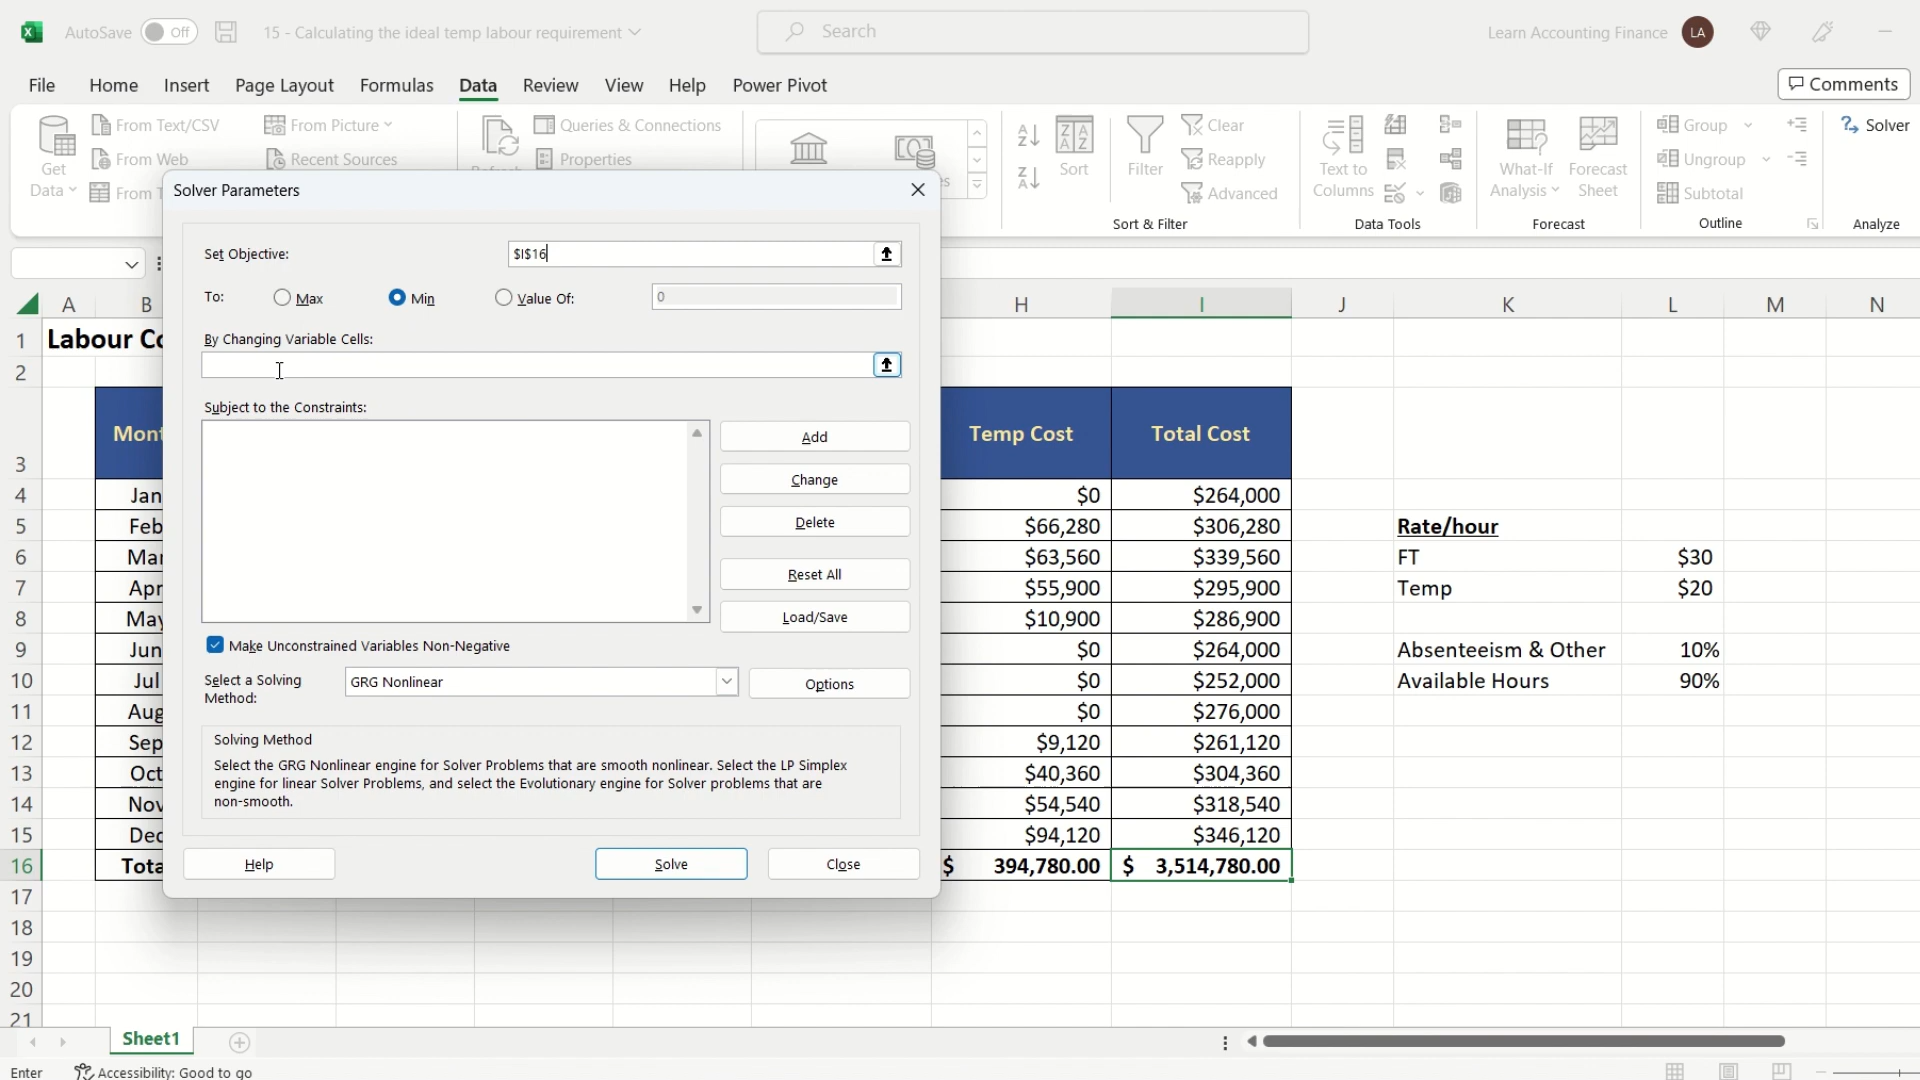 AutoSave Off 15 - Calculating the ideal temp labour requirement Search Learn Accounting Finance LA
File Home Insert Page Layout Formulas Data Review View Help Power Pivot Comments
Get Data
From Text/CSV
From Web
From Picture
Recent Sources
Queries & Connections
Properties
Sort
Filter
Clear
Reapply
Advanced
Sort & Filter
Text to Columns
Data Tools
What-If Analysis
Forecast Sheet
Forecast
Group
Ungroup
Subtotal
Outline
Solver
Analyze
Solver Parameters
Set Objective: $I$16
To: Max Min Value Of: 0
By Changing Variable Cells:
Subject to the Constraints:
Add
Change
Delete
Reset All
Load/Save
Make Unconstrained Variables Non-Negative
Select a Solving Method: GRG Nonlinear Options
Solving Method
Select the GRG Nonlinear engine for Solver Problems that are smooth nonlinear. Select the LP Simplex
engine for linear Solver Problems, and select the Evolutionary engine for Solver problems that are
non-smooth.
Help Solve Close
A B H I J K L M N
1 Labour
2
3 Temp Cost Total Cost
4 Jan $0 $264,000
5 Feb $66,280 $306,280 Rate/hour
6 Mar $63,560 $339,560 FT $30
7 Apr $55,900 $295,900 Temp $20
8 May $10,900 $286,900
9 Jun $0 $264,000 Absenteeism & Other 10%
10 Jul $0 $252,000 Available Hours 90%
11 Aug $0 $276,000
12 Sep $9,120 $261,120
13 Oct $40,360 $304,360
14 Nov $54,540 $318,540
15 Dec $94,120 $346,120
16 $ 394,780.00 $ 3,514,780.00
17
18
19
20
21
Sheet1
Enter Accessibility: Good to go